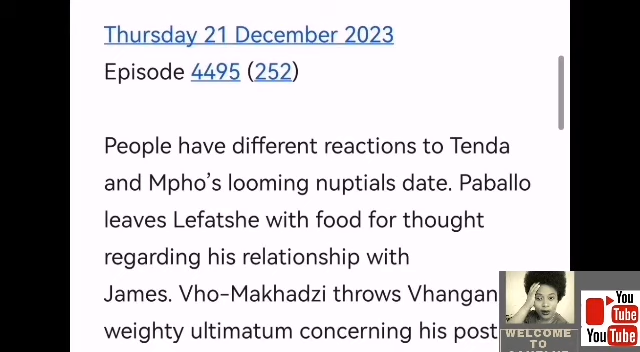 Thursday 21 December 2023
Episode 4495 (252)
People have different reactions to Tenda
and Mpho's looming nuptials date. Paballo
leaves Lefatshe with food for thought
regarding his relationship with
James. Vho-Makhadzi throws Vhangan
weighty ultimatum concerning his post
WELCOME
TO
You
Tube
YouTube